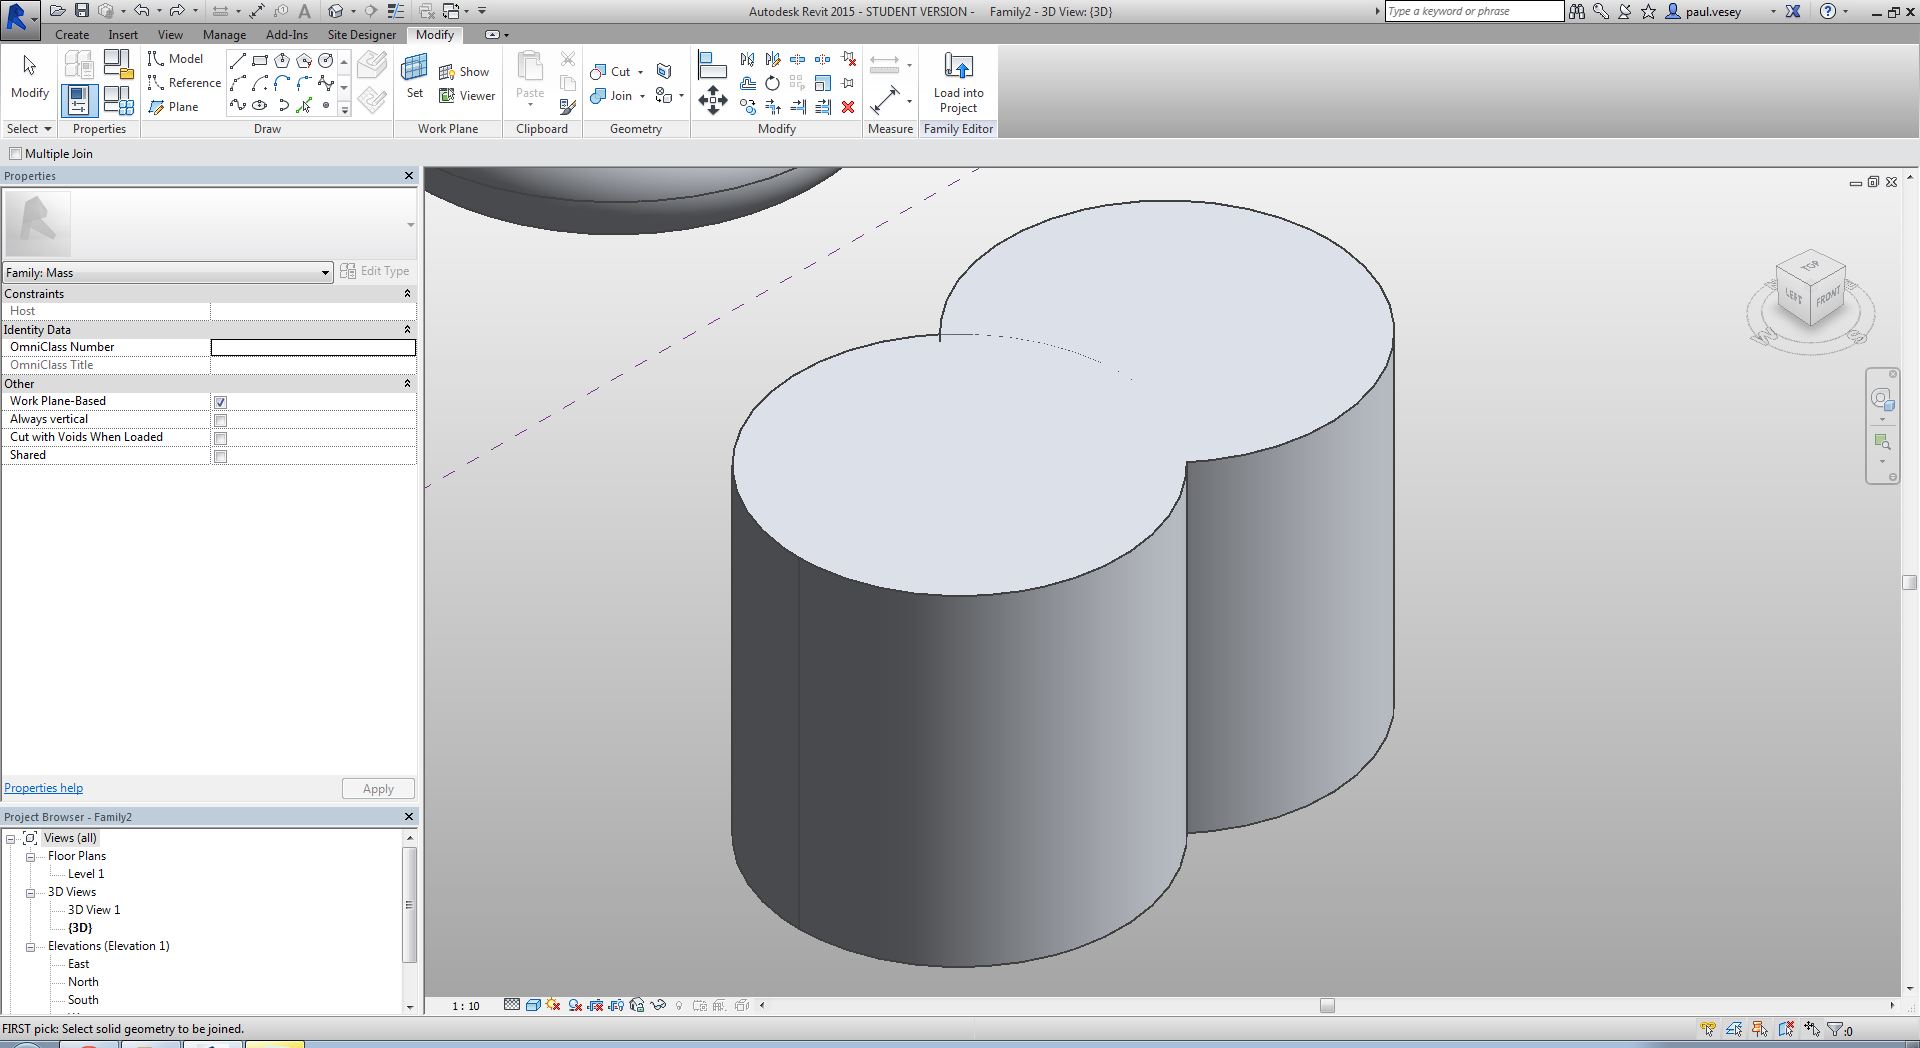 Autodesk Revit 2015 - STUDENT VERSION - Family2 - 3D View: {3D}
Type a keyword or phrase
paul.vesey
Create Insert View Manage Add-Ins Site Designer Modify
Modify
Model
Reference
Plane
Set
Show
Viewer
Paste
Cut
Join
Load into
Project
Select Properties Draw Work Plane Clipboard Geometry Modify Measure Family Editor
Multiple Join
Properties
Family: Mass
Edit Type
Constraints
Host
Identity Data
OmniClass Number
OmniClass Title
Other
Work Plane-Based
Always vertical
Cut with Voids When Loaded
Shared
Properties help
Apply
Project Browser - Family2
Views (all)
Floor Plans
Level 1
3D Views
3D View 1
{3D}
Elevations (Elevation 1)
East
North
South
TOP
LEFT
FRONT
W
S
1 : 10
FIRST pick: Select solid geometry to be joined.
:0